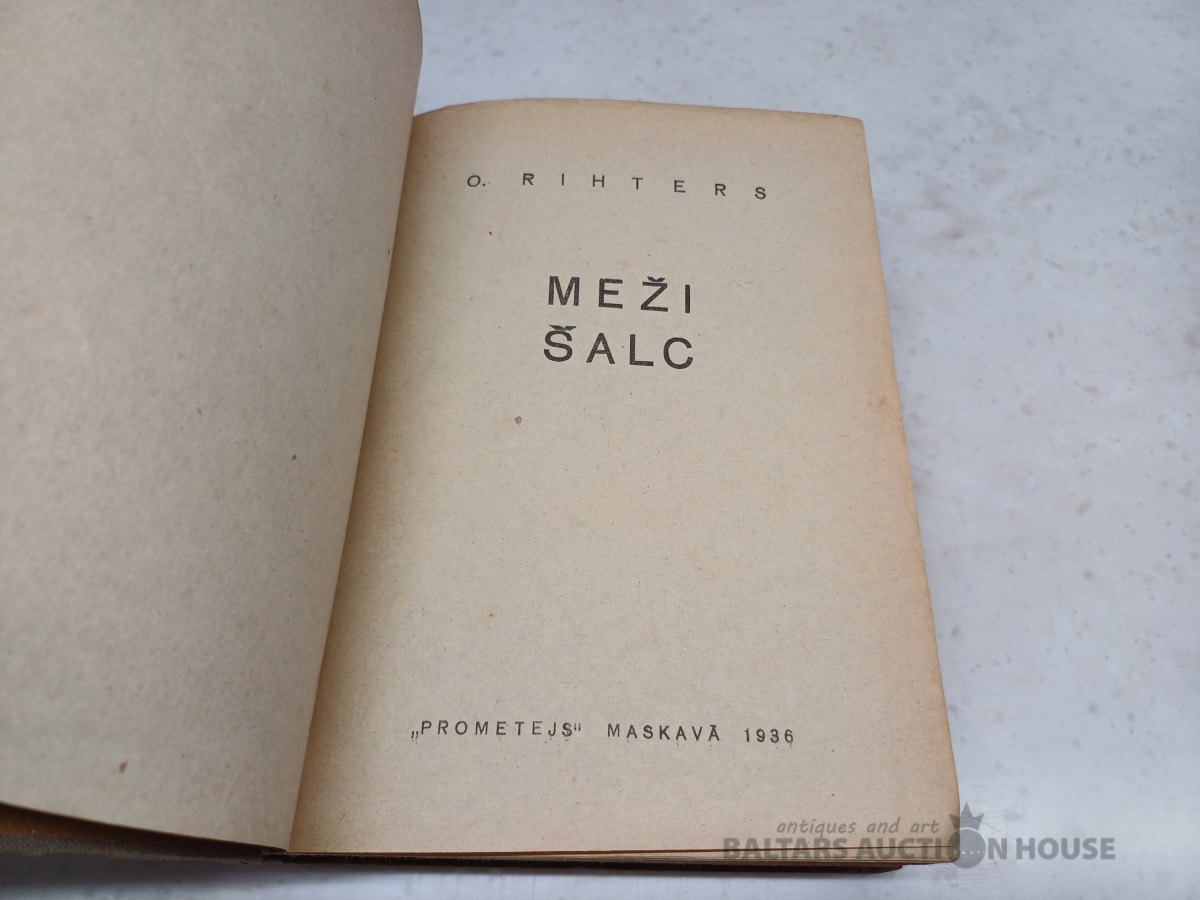 O. RIHTERS
MEŽI
ŠALC
„PROMETEJS“ MASKAVĀ 1936
antiques and art
BALTARS AUCTION HOUSE